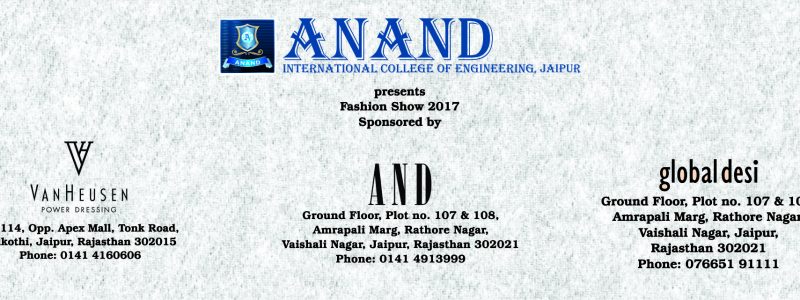 ANAND
ANAND
INTERNATIONAL COLLEGE OF ENGINEERING, JAIPUR
presents
Fashion Show 2017
Sponsored by
VANHEUSEN
POWER DRESSING
114, Opp. Apex Mall, Tonk Road,
kothi, Jaipur, Rajasthan 302015
Phone: 0141 4160606
AND
Ground Floor, Plot no. 107 & 108,
Amrapali Marg, Rathore Nagar,
Vaishali Nagar, Jaipur, Rajasthan 302021
Phone: 0141 4913999
global desi
Ground Floor, Plot no. 107 & 10
Amrapali Marg, Rathore Nagar
Vaishali Nagar, Jaipur,
Rajasthan 302021
Phone: 076651 91111